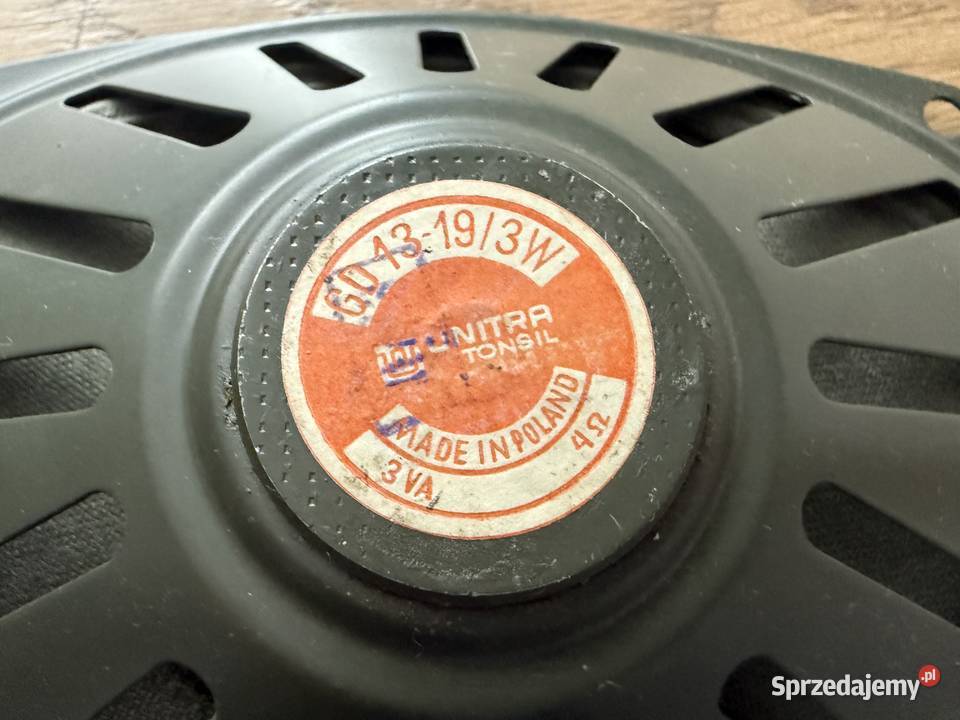 GD 13-19/3W
UNITRA
TONSIL
MADE IN POLAND
3 VA 4Ω
Sprzedajemy.pl